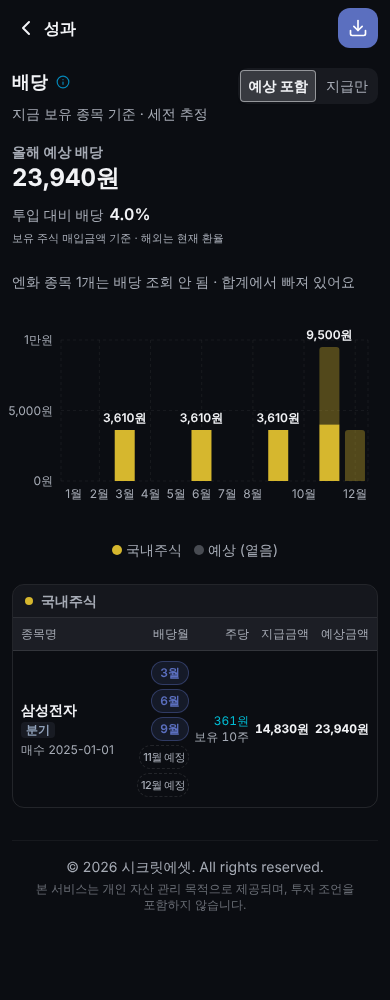 성과
배당
예상 포함 지급만
지금 보유 종목 기준 · 세전 추정
올해 예상 배당
23,940원
투입 대비 배당 4.0%
보유 주식 매입금액 기준 · 해외는 현재 환율
엔화 종목 1개는 배당 조회 안 됨 · 합계에서 빠져 있어요
9,500원
1만원
3,610원 3,610원 3,610원
5,000원
0원
1월 2월 3월 4월 5월 6월 7월 8월 10월 12월
국내주식 예상 (옅음)
국내주식
종목명 배당월 주당 지급금액 예상금액
3월
6월
9월
11월 예정
12월 예정
삼성전자
분기
매수 2025-01-01
361원
보유 10주
14,830원 23,940원
© 2026 시크릿에셋. All rights reserved.
본 서비스는 개인 자산 관리 목적으로 제공되며, 투자 조언을
포함하지 않습니다.